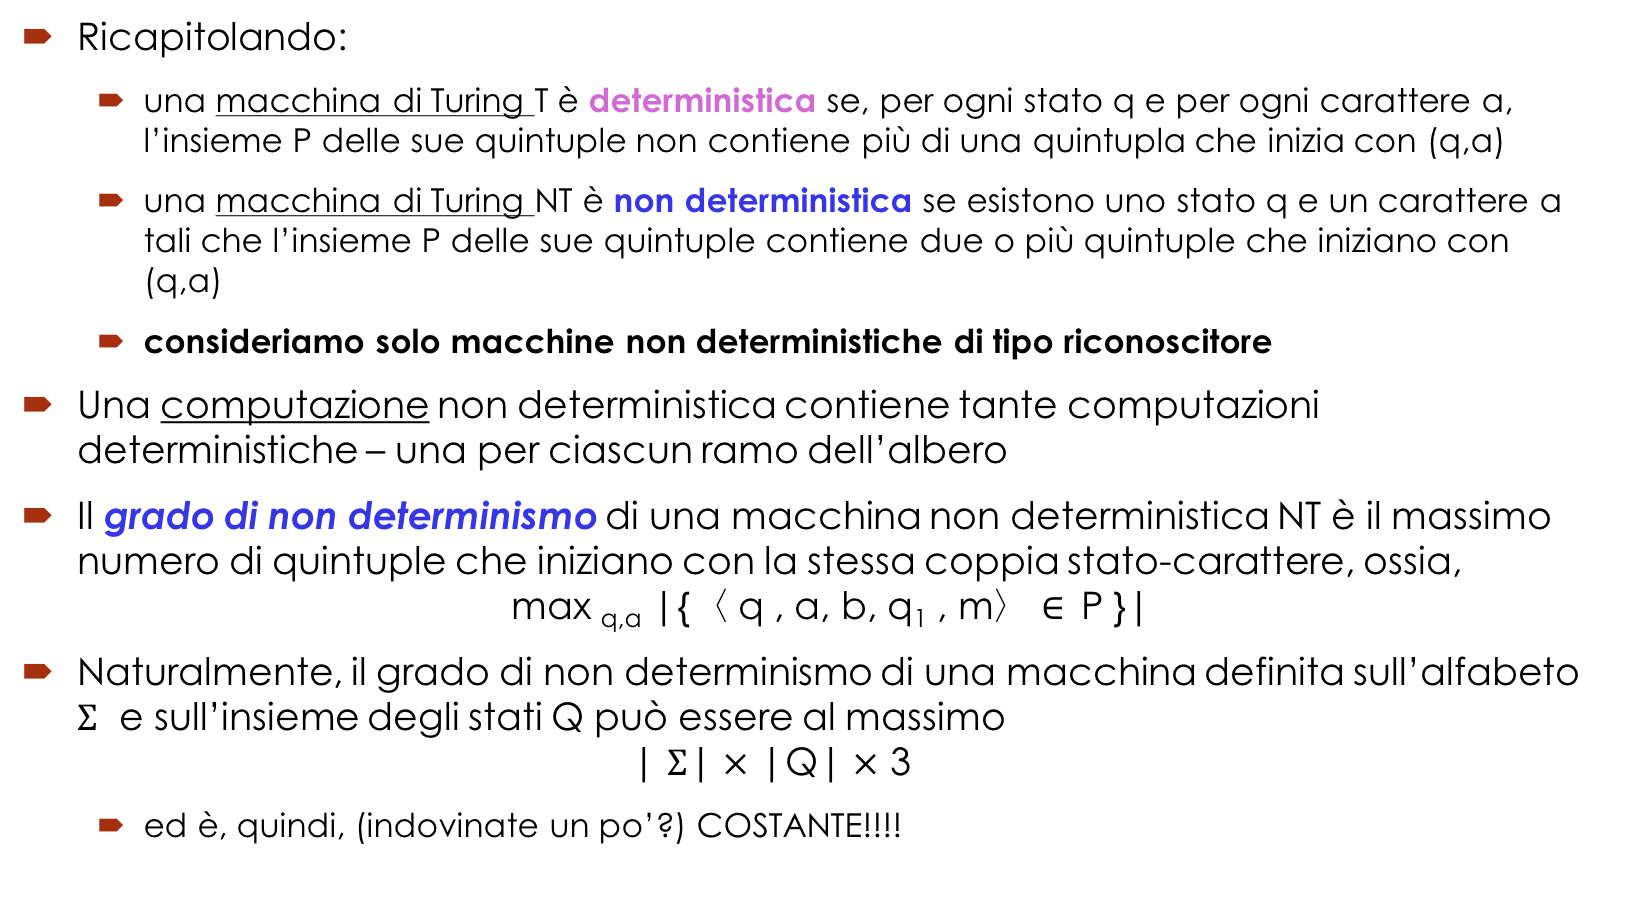 Ricapitolando:
una macchina di Turing T è deterministica se, per ogni stato q e per ogni carattere a,
l’insieme P delle sue quintuple non contiene più di una quintupla che inizia con (q,a)
una macchina di Turing NT è non deterministica se esistono uno stato q e un carattere a
tali che l’insieme P delle sue quintuple contiene due o più quintuple che iniziano con
(q,a)
consideriamo solo macchine non deterministiche di tipo riconoscitore
Una computazione non deterministica contiene tante computazioni
deterministiche – una per ciascun ramo dell’albero
Il grado di non determinismo di una macchina non deterministica NT è il massimo
numero di quintuple che iniziano con la stessa coppia stato-carattere, ossia,
max q,a |{〈 q , a, b, q₁ , m〉 ∈ P }|
Naturalmente, il grado di non determinismo di una macchina definita sull’alfabeto
Σ e sull’insieme degli stati Q può essere al massimo
| Σ| × |Q| × 3
ed è, quindi, (indovinate un po’?) COSTANTE!!!!